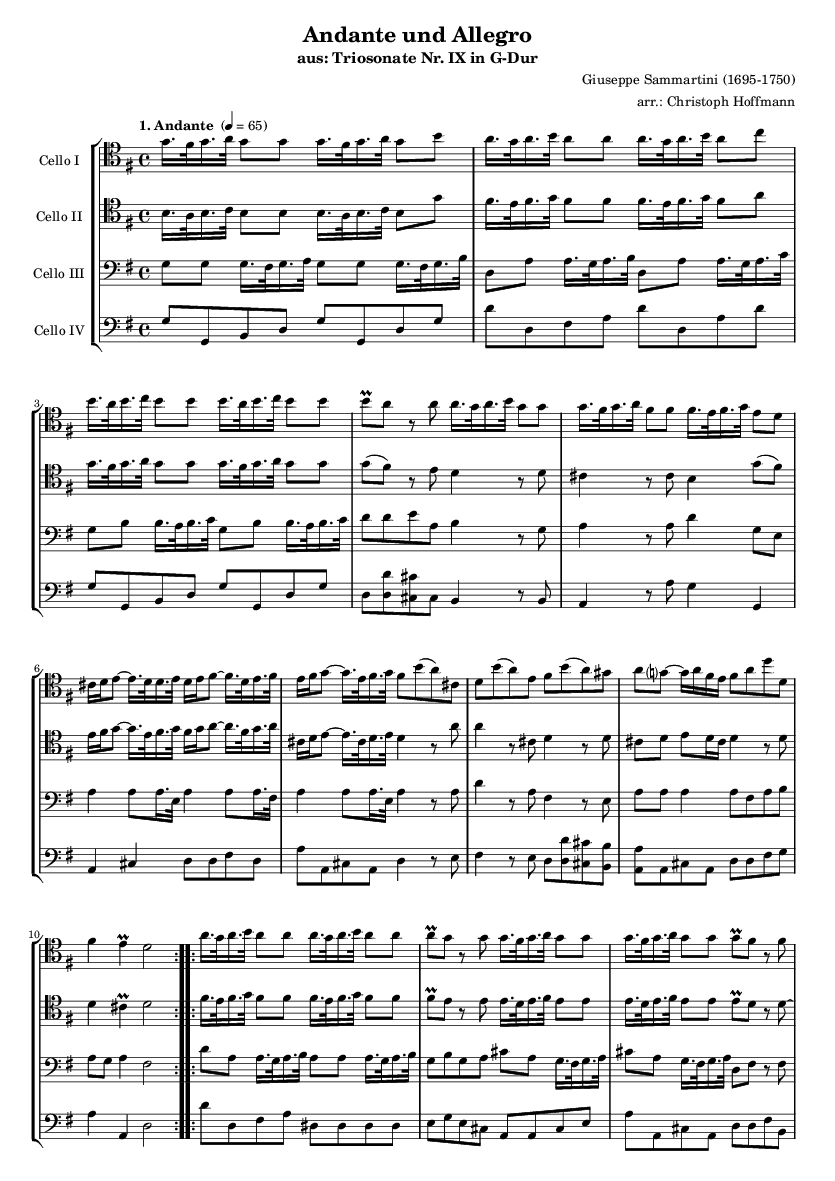 Andante und Allegro
aus: Triosonate Nr. IX in G-Dur
Giuseppe Sammartini (1695-1750)
arr.: Christoph Hoffmann
1. Andante (♩ = 65)
Cello I
Cello II
Cello III
Cello IV
3
6
10